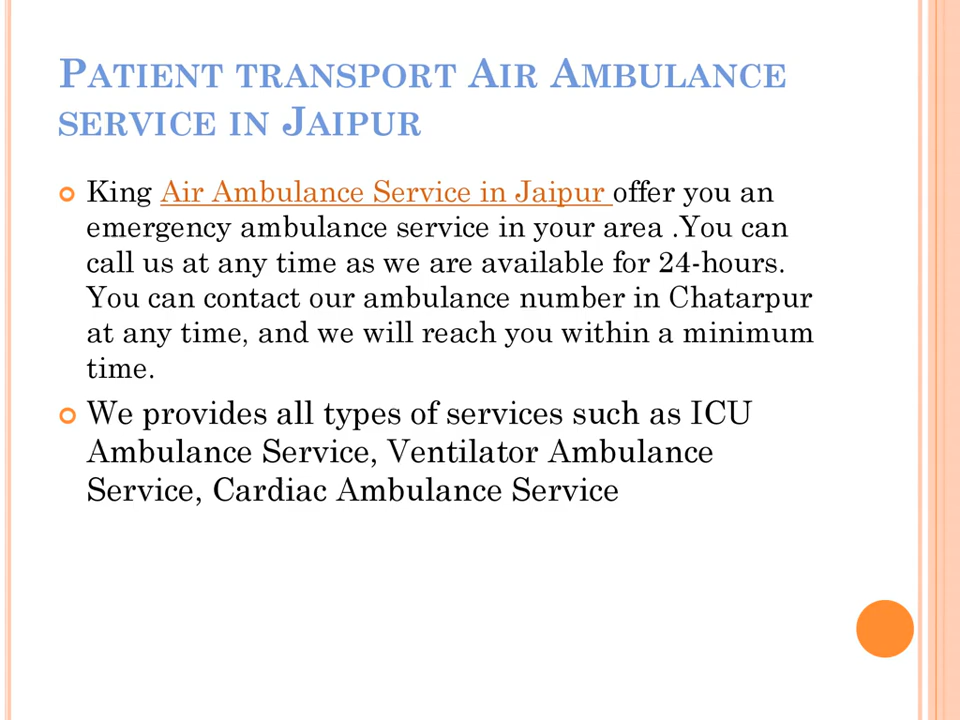 PATIENT TRANSPORT AIR AMBULANCE
SERVICE IN JAIPUR
King Air Ambulance Service in Jaipur offer you an
emergency ambulance service in your area .You can
call us at any time as we are available for 24-hours.
You can contact our ambulance number in Chatarpur
at any time, and we will reach you within a minimum
time.
We provides all types of services such as ICU
Ambulance Service, Ventilator Ambulance
Service, Cardiac Ambulance Service